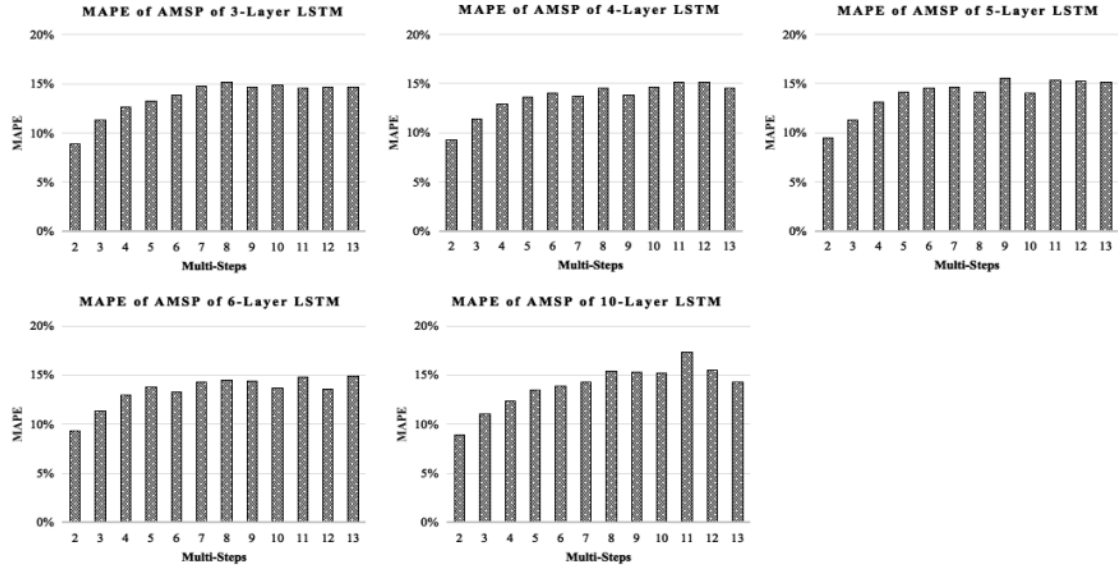 MAPE of AMSP of 3-Layer LSTM
20%
15%
10%
5%
0%
MAPE
2 3 4 5 6 7 8 9 10 11 12 13
Multi-Steps
MAPE of AMSP of 4-Layer LSTM
20%
15%
10%
5%
0%
MAPE
2 3 4 5 6 7 8 9 10 11 12 13
Multi-Steps
MAPE of AMSP of 5-Layer LSTM
20%
15%
10%
5%
0%
MAPE
2 3 4 5 6 7 8 9 10 11 12 13
Multi-Steps
MAPE of AMSP of 6-Layer LSTM
20%
15%
10%
5%
0%
MAPE
2 3 4 5 6 7 8 9 10 11 12 13
Multi-Steps
MAPE of AMSP of 10-Layer LSTM
20%
15%
10%
5%
0%
MAPE
2 3 4 5 6 7 8 9 10 11 12 13
Multi-Steps